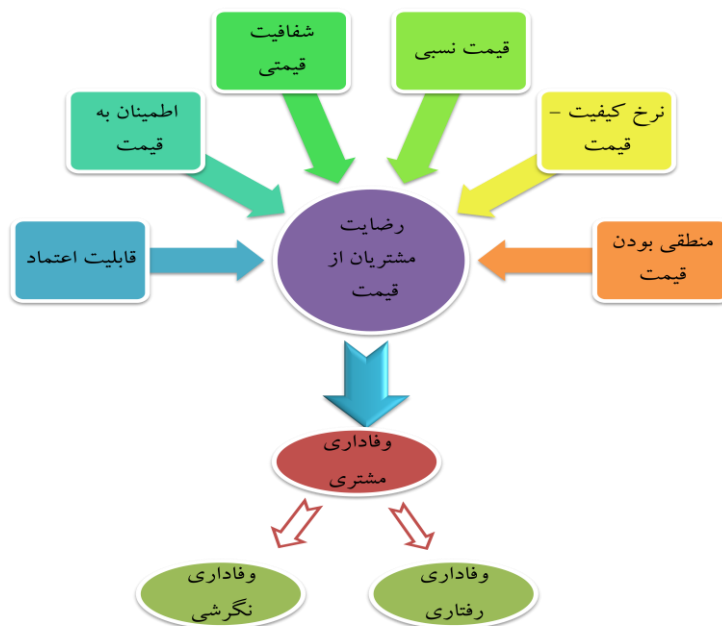 شفافیت
قیمتی
قیمت نسبی
اطمینان به
قیمت
نرخ کیفیت –
قیمت
قابلیت اعتماد
رضایت
مشتریان از
قیمت
منطقی بودن
قیمت
وفاداری
مشتری
وفاداری
نگرشی
وفاداری
رفتاری